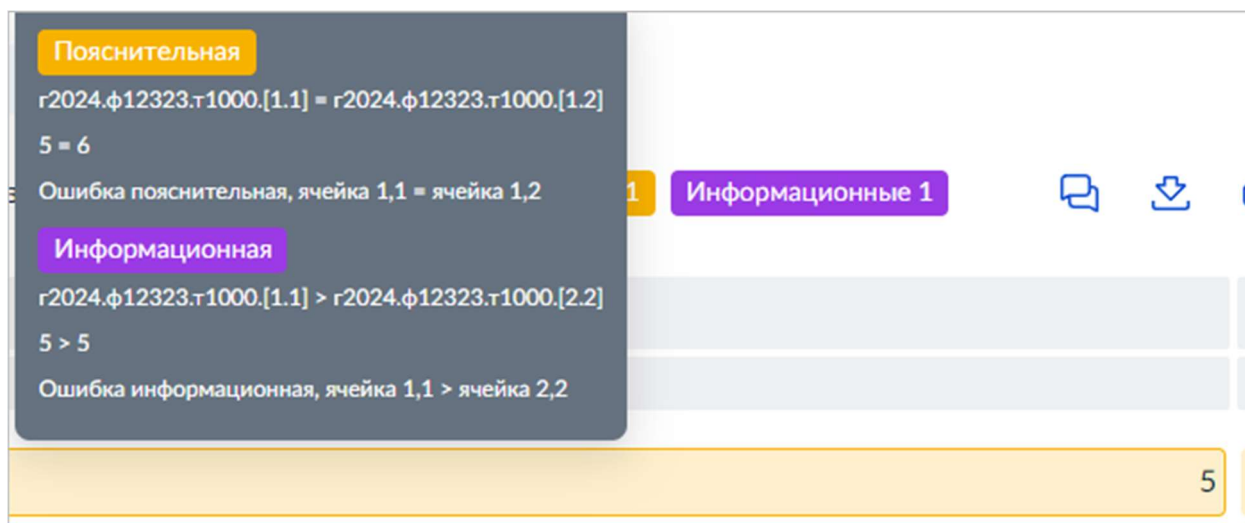 Пояснительная
г2024.ф12323.т1000.[1.1] = г2024.ф12323.т1000.[1.2]
5 = 6
Ошибка пояснительная, ячейка 1,1 = ячейка 1,2
1
Информационные 1
Информационная
г2024.ф12323.т1000.[1.1] > г2024.ф12323.т1000.[2.2]
5 > 5
Ошибка информационная, ячейка 1,1 > ячейка 2,2
5